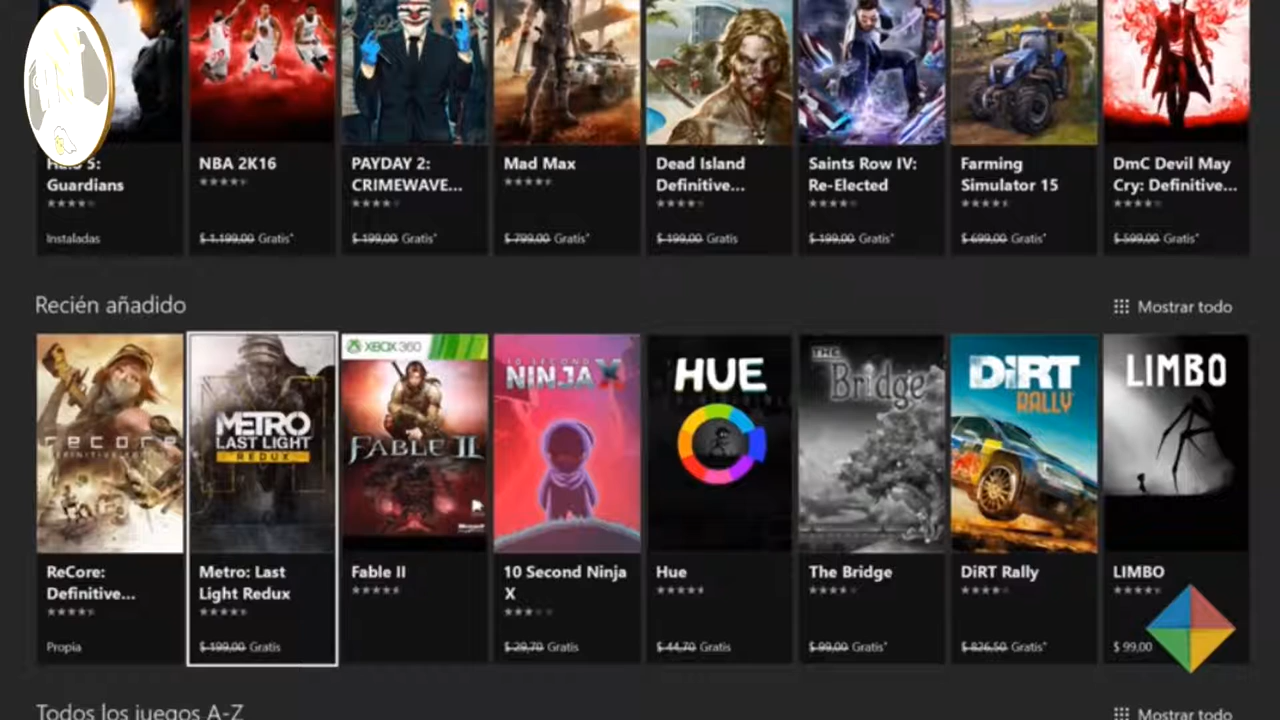 Halo 5:
Guardians
Instaladas
NBA 2K16
$ 1.199,00 Gratis*
PAYDAY 2:
CRIMEWAVE...
$ 199,00 Gratis*
Mad Max
$ 799,00 Gratis*
Dead Island
Definitive...
$ 199,00 Gratis
Saints Row IV:
Re-Elected
$ 199,00 Gratis*
Farming
Simulator 15
$ 699,00 Gratis*
DmC Devil May
Cry: Definitive...
$ 599,00 Gratis*
Recién añadido
Mostrar todo
recore
DEFINITIVE EDITION
ReCore:
Definitive...
Propia
METRO
LAST LIGHT
REDUX
Metro: Last
Light Redux
$ 199,00 Gratis
XBOX 360
FABLE II
Fable II
10 SECOND
NINJA X
10 Second Ninja
X
$ 29,70 Gratis
HUE
Hue
$ 44,70 Gratis
THE
Bridge
The Bridge
$ 99,00 Gratis*
DiRT
RALLY
DiRT Rally
$ 826,50 Gratis*
LIMBO
LIMBO
$ 99,00
Todos los juegos A-Z
Mostrar todo